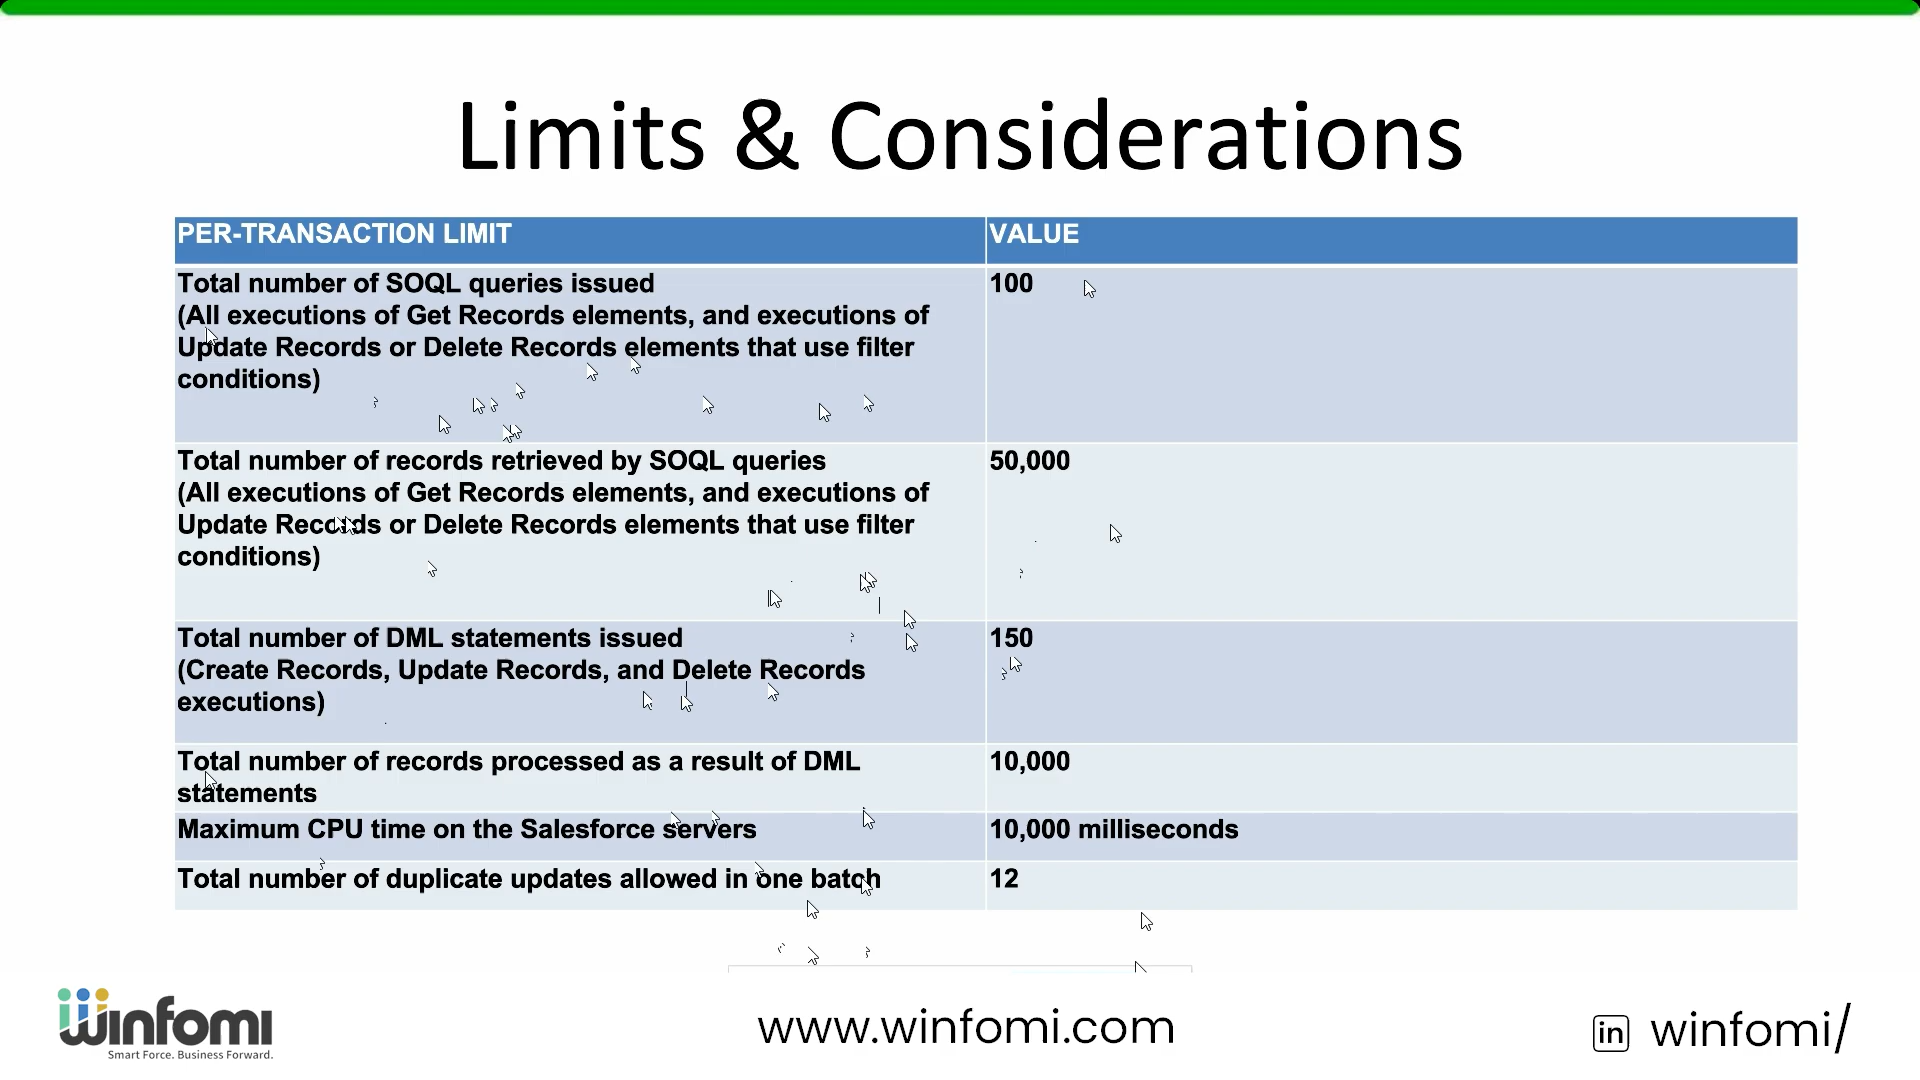 Limits & Considerations
PER-TRANSACTION LIMIT
VALUE
Total number of SOQL queries issued
(All executions of Get Records elements, and executions of
Update Records or Delete Records elements that use filter
conditions)
100
Total number of records retrieved by SOQL queries
(All executions of Get Records elements, and executions of
Update Records or Delete Records elements that use filter
conditions)
50,000
Total number of DML statements issued
(Create Records, Update Records, and Delete Records
executions)
150
Total number of records processed as a result of DML
statements
10,000
Maximum CPU time on the Salesforce servers
10,000 milliseconds
Total number of duplicate updates allowed in one batch
12
winfomi
Smart Force. Business Forward.
www.winfomi.com
in winfomi/